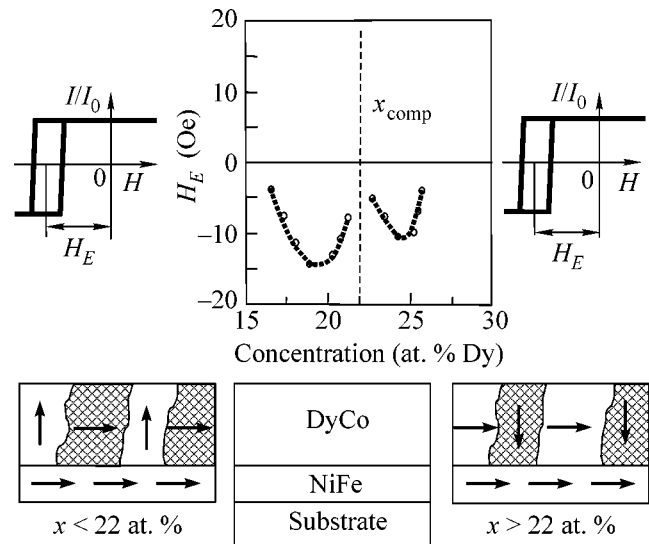 20
I/I₀
I/I₀
10
x_comp
H_E (Oe)
0
0
H
0
H
H_E
–10
H_E
–20
15
20
25
30
Concentration (at. % Dy)
DyCo
NiFe
x < 22 at. %
Substrate
x > 22 at. %